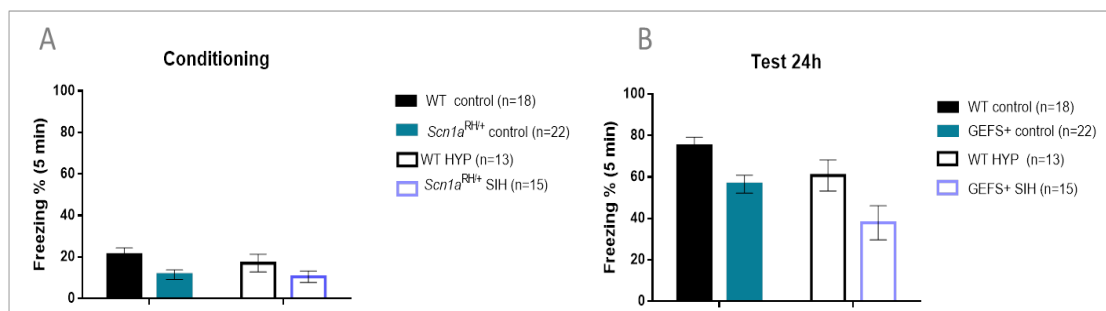 A
Conditioning
Freezing % (5 min)
100
80
60
40
20
0
WT control (n=18)
Scn1aRH/+ control (n=22)
WT HYP (n=13)
Scn1aRH/+ SIH (n=15)
B
Test 24h
Freezing % (5 min)
100
80
60
40
20
0
WT control (n=18)
GEFS+ control (n=22)
WT HYP (n=13)
GEFS+ SIH (n=15)